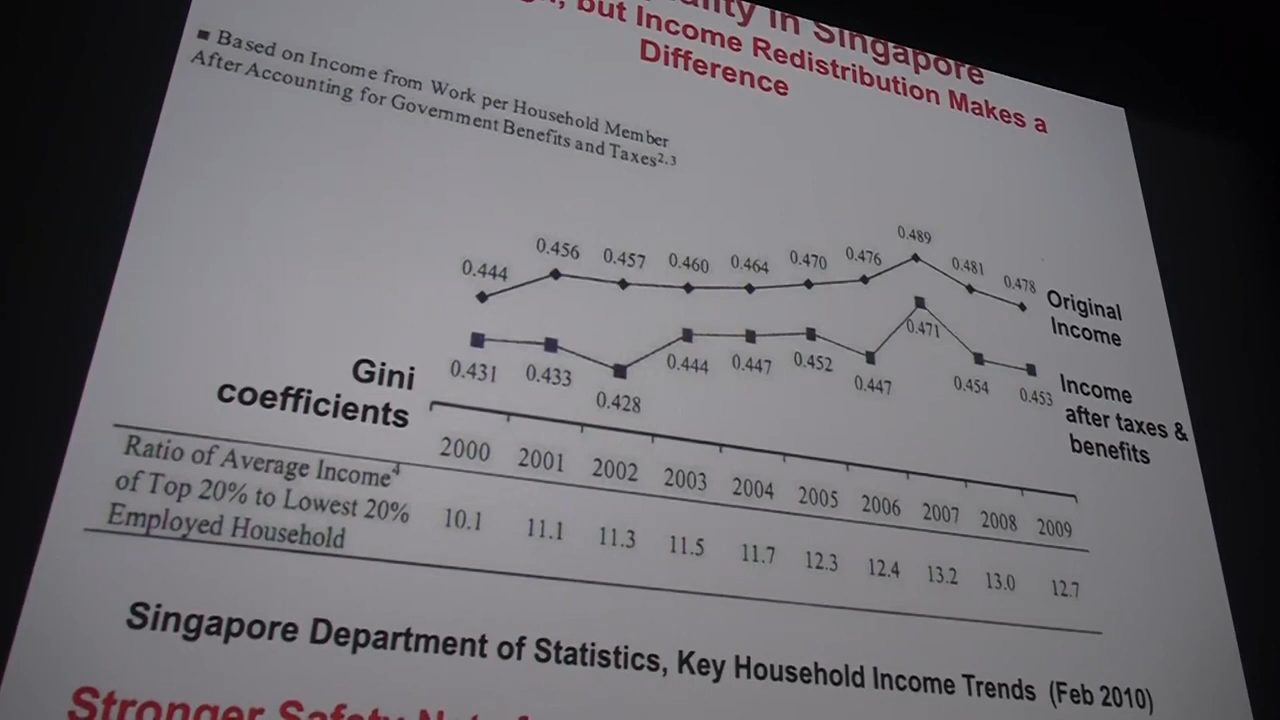 in Singapore
but Income Redistribution Makes a
Difference
■ Based on Income from Work per Household Member
After Accounting for Government Benefits and Taxes2,3
0.444 0.456 0.457 0.460 0.464 0.470 0.476 0.489 0.481 0.478
Original
Income
0.431 0.433 0.428 0.444 0.447 0.452 0.447 0.471 0.454 0.453
Income
after taxes &
benefits
Gini
coefficients
2000 2001 2002 2003 2004 2005 2006 2007 2008 2009
Ratio of Average Income4
of Top 20% to Lowest 20%
Employed Household
10.1 11.1 11.3 11.5 11.7 12.3 12.4 13.2 13.0 12.7
Singapore Department of Statistics, Key Household Income Trends (Feb 2010)
Stronger Safety